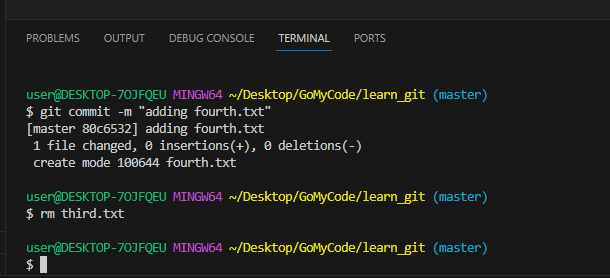 PROBLEMS OUTPUT DEBUG CONSOLE TERMINAL PORTS
user@DESKTOP-7OJFQEU MINGW64 ~/Desktop/GoMyCode/learn_git (master)
$ git commit -m "adding fourth.txt"
[master 80c6532] adding fourth.txt
 1 file changed, 0 insertions(+), 0 deletions(-)
 create mode 100644 fourth.txt
user@DESKTOP-7OJFQEU MINGW64 ~/Desktop/GoMyCode/learn_git (master)
$ rm third.txt
user@DESKTOP-7OJFQEU MINGW64 ~/Desktop/GoMyCode/learn_git (master)
$